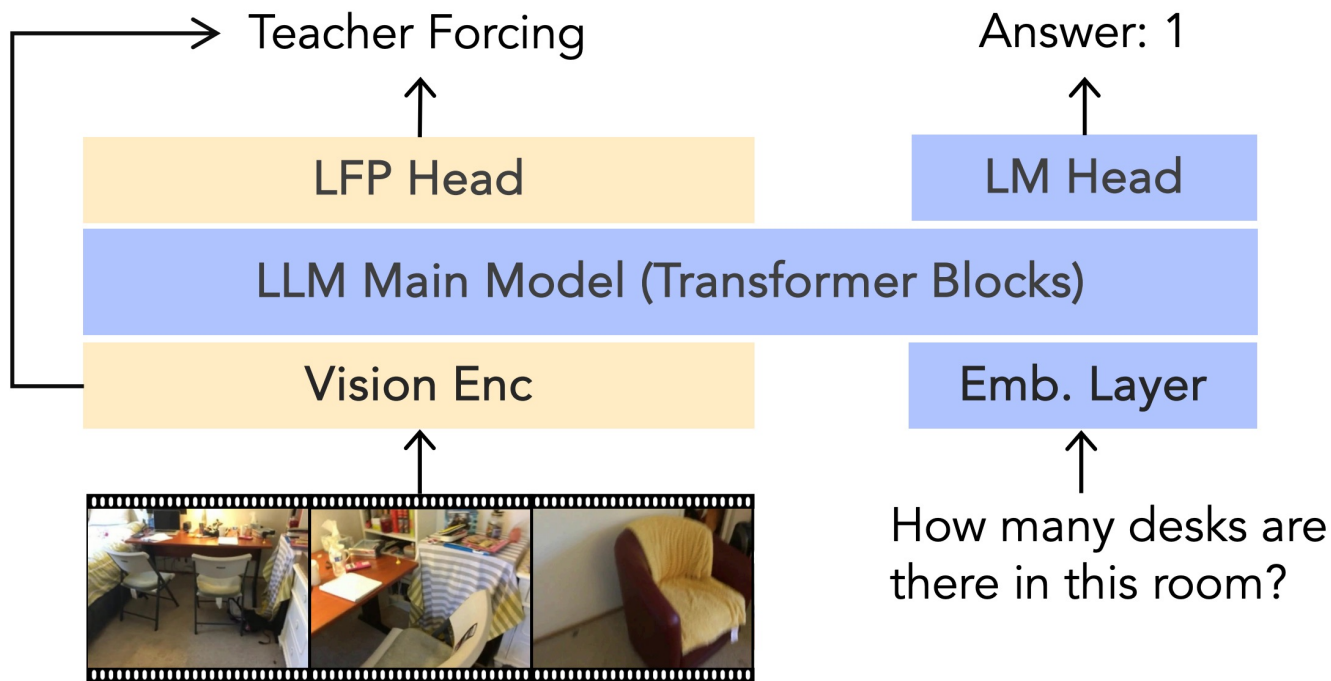 Teacher Forcing
Answer: 1
LFP Head
LM Head
LLM Main Model (Transformer Blocks)
Vision Enc
Emb. Layer
How many desks are
there in this room?